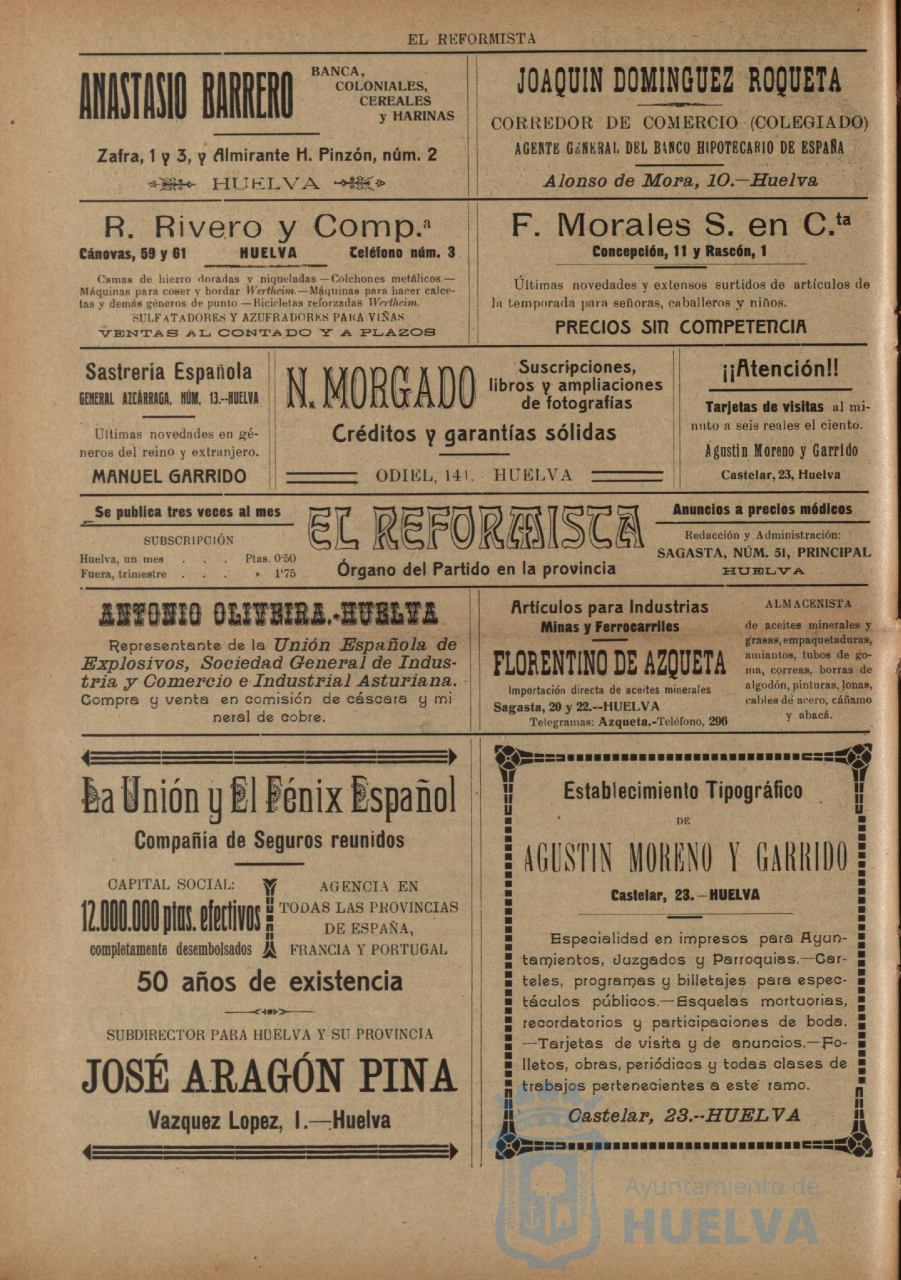 EL REFORMISTA
ANASTASIO BARRERO
BANCA,
COLONIALES,
CEREALES
y HARINAS
Zafra, 1 y 3, y Almirante H. Pinzón, núm. 2
HUELVA
JOAQUIN DOMINGUEZ ROQUETA
CORREDOR DE COMERCIO (COLEGIADO)
AGENTE GENERAL DEL BANCO HIPOTECARIO DE ESPAÑA
Alonso de Mora, 10.—Huelva
R. Rivero y Comp.ª
Cánovas, 59 y 61 HUELVA Teléfono núm. 3
Camas de hierro doradas y niqueladas.—Colchones metálicos.—
Máquinas para coser y bordar Wertheim.—Máquinas para hacer calce-
tas y demás géneros de punto.—Bicicletas reforzadas Wertheim.
SULFATADORES Y AZUFRADORES PARA VIÑAS
VENTAS AL CONTADO Y A PLAZOS
F. Morales S. en C.ta
Concepción, 11 y Rascón, 1
Últimas novedades y extensos surtidos de artículos de
la temporada para señoras, caballeros y niños.
PRECIOS SIN COMPETENCIA
Sastrería Española
GENERAL AZCÁRRAGA, NÚM. 13.--HUELVA
Ultimas novedades en gé-
neros del reino y extranjero.
MANUEL GARRIDO
N. MORGADO
Suscripciones,
libros y ampliaciones
de fotografías
Créditos y garantías sólidas
ODIEL, 141. HUELVA
¡¡Atención!!
Tarjetas de visitas al mi-
nuto a seis reales el ciento.
Agustin Moreno y Garrido
Castelar, 23, Huelva
Se publica tres veces al mes
SUBSCRIPCIÓN
Huelva, un mes . . . Ptas. 0'50
Fuera, trimestre . . . » 1'75
EL REFORMISTA
Órgano del Partido en la provincia
Anuncios a precios módicos
Redacción y Administración:
SAGASTA, NÚM. 51, PRINCIPAL
HUELVA
ANTONIO OLIVEIRA.-HUELVA
Representante de la Unión Española de
Explosivos, Sociedad General de Indus-
tria y Comercio e Industrial Asturiana.
Compra y venta en comisión de cáscara y mi
neral de cobre.
Artículos para Industrias
Minas y Ferrocarriles
FLORENTINO DE AZQUETA
Importación directa de aceites minerales
Sagasta, 20 y 22.--HUELVA
Telegramas: Azqueta.-Teléfono, 296
ALMACENISTA
de aceites minerales y
grasas, empaquetaduras,
amiantos, tubos de go-
ma, correas, borras de
algodón, pinturas, lonas,
cables de acero, cáñamo
y abacá.
La Unión y El Fénix Español
Compañía de Seguros reunidos
CAPITAL SOCIAL:
12.000.000 ptas. efectivos
completamente desembolsados
AGENCIA EN
TODAS LAS PROVINCIAS
DE ESPAÑA,
FRANCIA Y PORTUGAL
50 años de existencia
SUBDIRECTOR PARA HUELVA Y SU PROVINCIA
JOSÉ ARAGÓN PINA
Vazquez Lopez, 1.—Huelva
Establecimiento Tipográfico
DE
AGUSTIN MORENO Y GARRIDO
Castelar, 23.—HUELVA
Especialidad en impresos para Ayun-
tamientos, Juzgados y Parroquias.—Car-
teles, programas y billetajes para espec-
táculos públicos.—Esquelas mortuorias,
recordatorios y participaciones de boda.
—Tarjetas de visita y de anuncios.—Fo-
lletos, obras, periódicos y todas clases de
trabajos pertenecientes a este ramo.
Castelar, 23.--HUELVA
Ayuntamiento de
HUELVA